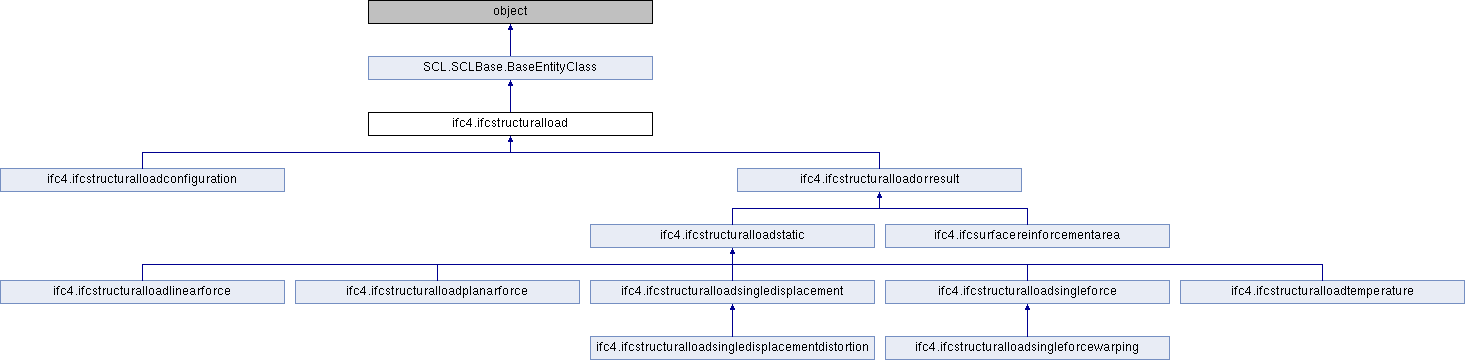 object
SCL.SCLBase.BaseEntityClass
ifc4.ifcstructuralload
ifc4.ifcstructuralloadconfiguration
ifc4.ifcstructuralloadorresult
ifc4.ifcstructuralloadstatic
ifc4.ifcsurfacereinforcementarea
ifc4.ifcstructuralloadlinearforce
ifc4.ifcstructuralloadplanarforce
ifc4.ifcstructuralloadsingledisplacement
ifc4.ifcstructuralloadsingleforce
ifc4.ifcstructuralloadtemperature
ifc4.ifcstructuralloadsingledisplacementdistortion
ifc4.ifcstructuralloadsingleforcewarping